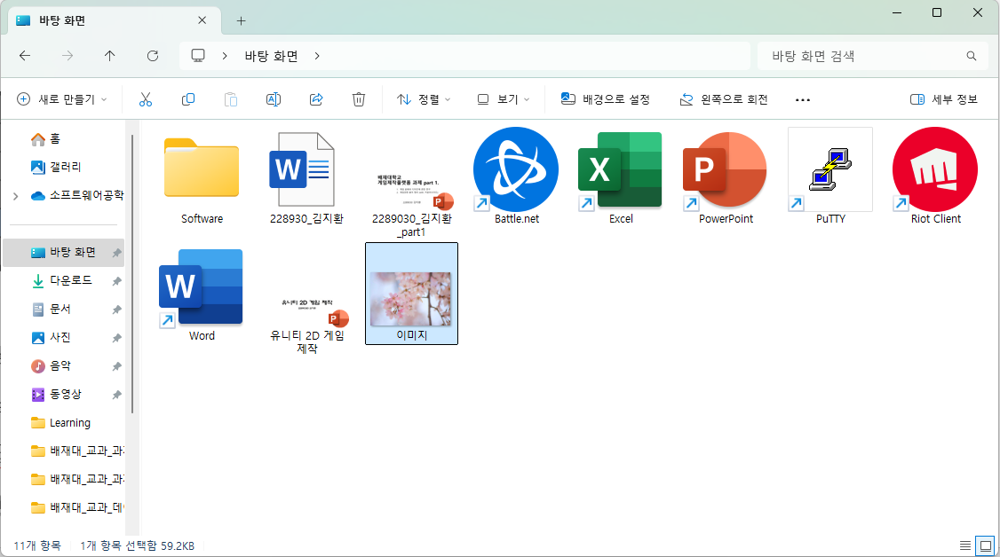 바탕 화면
바탕 화면
바탕 화면 검색
새로 만들기
정렬
보기
배경으로 설정
왼쪽으로 회전
세부 정보
홈
갤러리
소프트웨어공학
바탕 화면
다운로드
문서
사진
음악
동영상
Learning
배재대_교과_과
배재대_교과_과
배재대_교과_데
Software
228930_김지환
배재대학교
게임제작플랫폼 과제 part 1.
2289030_김지환
_part1
Battle.net
Excel
PowerPoint
PuTTY
Riot Client
Word
유니티 2D 게임 제작
유니티 2D 게임
제작
이미지
11개 항목
1개 항목 선택함 59.2KB